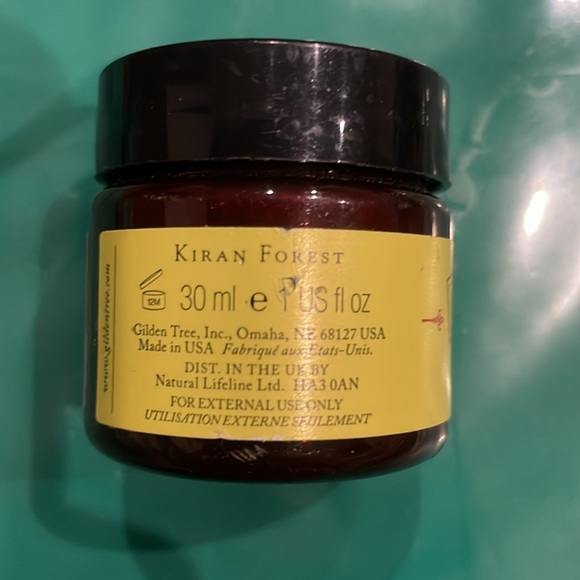 KIRAN FOREST
12M 30 ml e 1 US fl oz
Gilden Tree, Inc., Omaha, NE 68127 USA
Made in USA Fabriqué aux Etats-Unis.
DIST. IN THE UK BY
Natural Lifeline Ltd. HA3 0AN
FOR EXTERNAL USE ONLY
UTILISATION EXTERNE SEULEMENT
www.gildentree.com